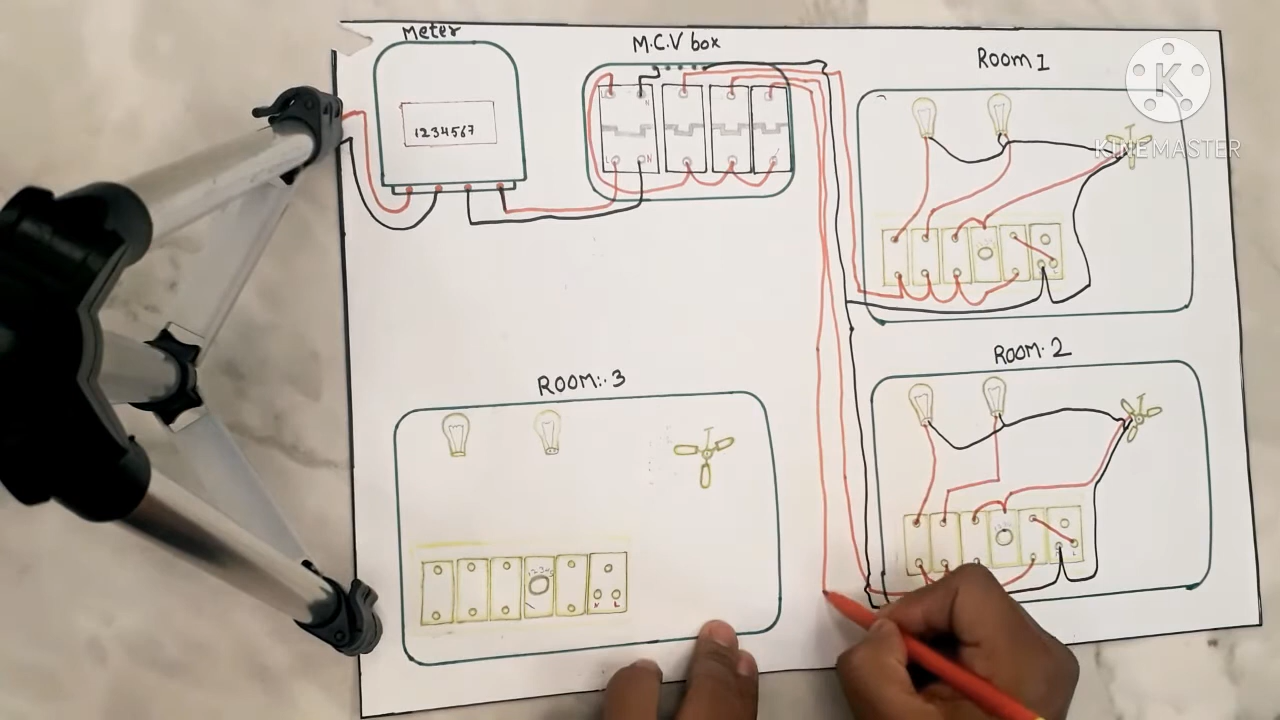 Meter
1234567
M.C.V box
L
N
L
N
Room 1
K
KINEMASTER
ROOM. 2
ROOM:. 3
N
L